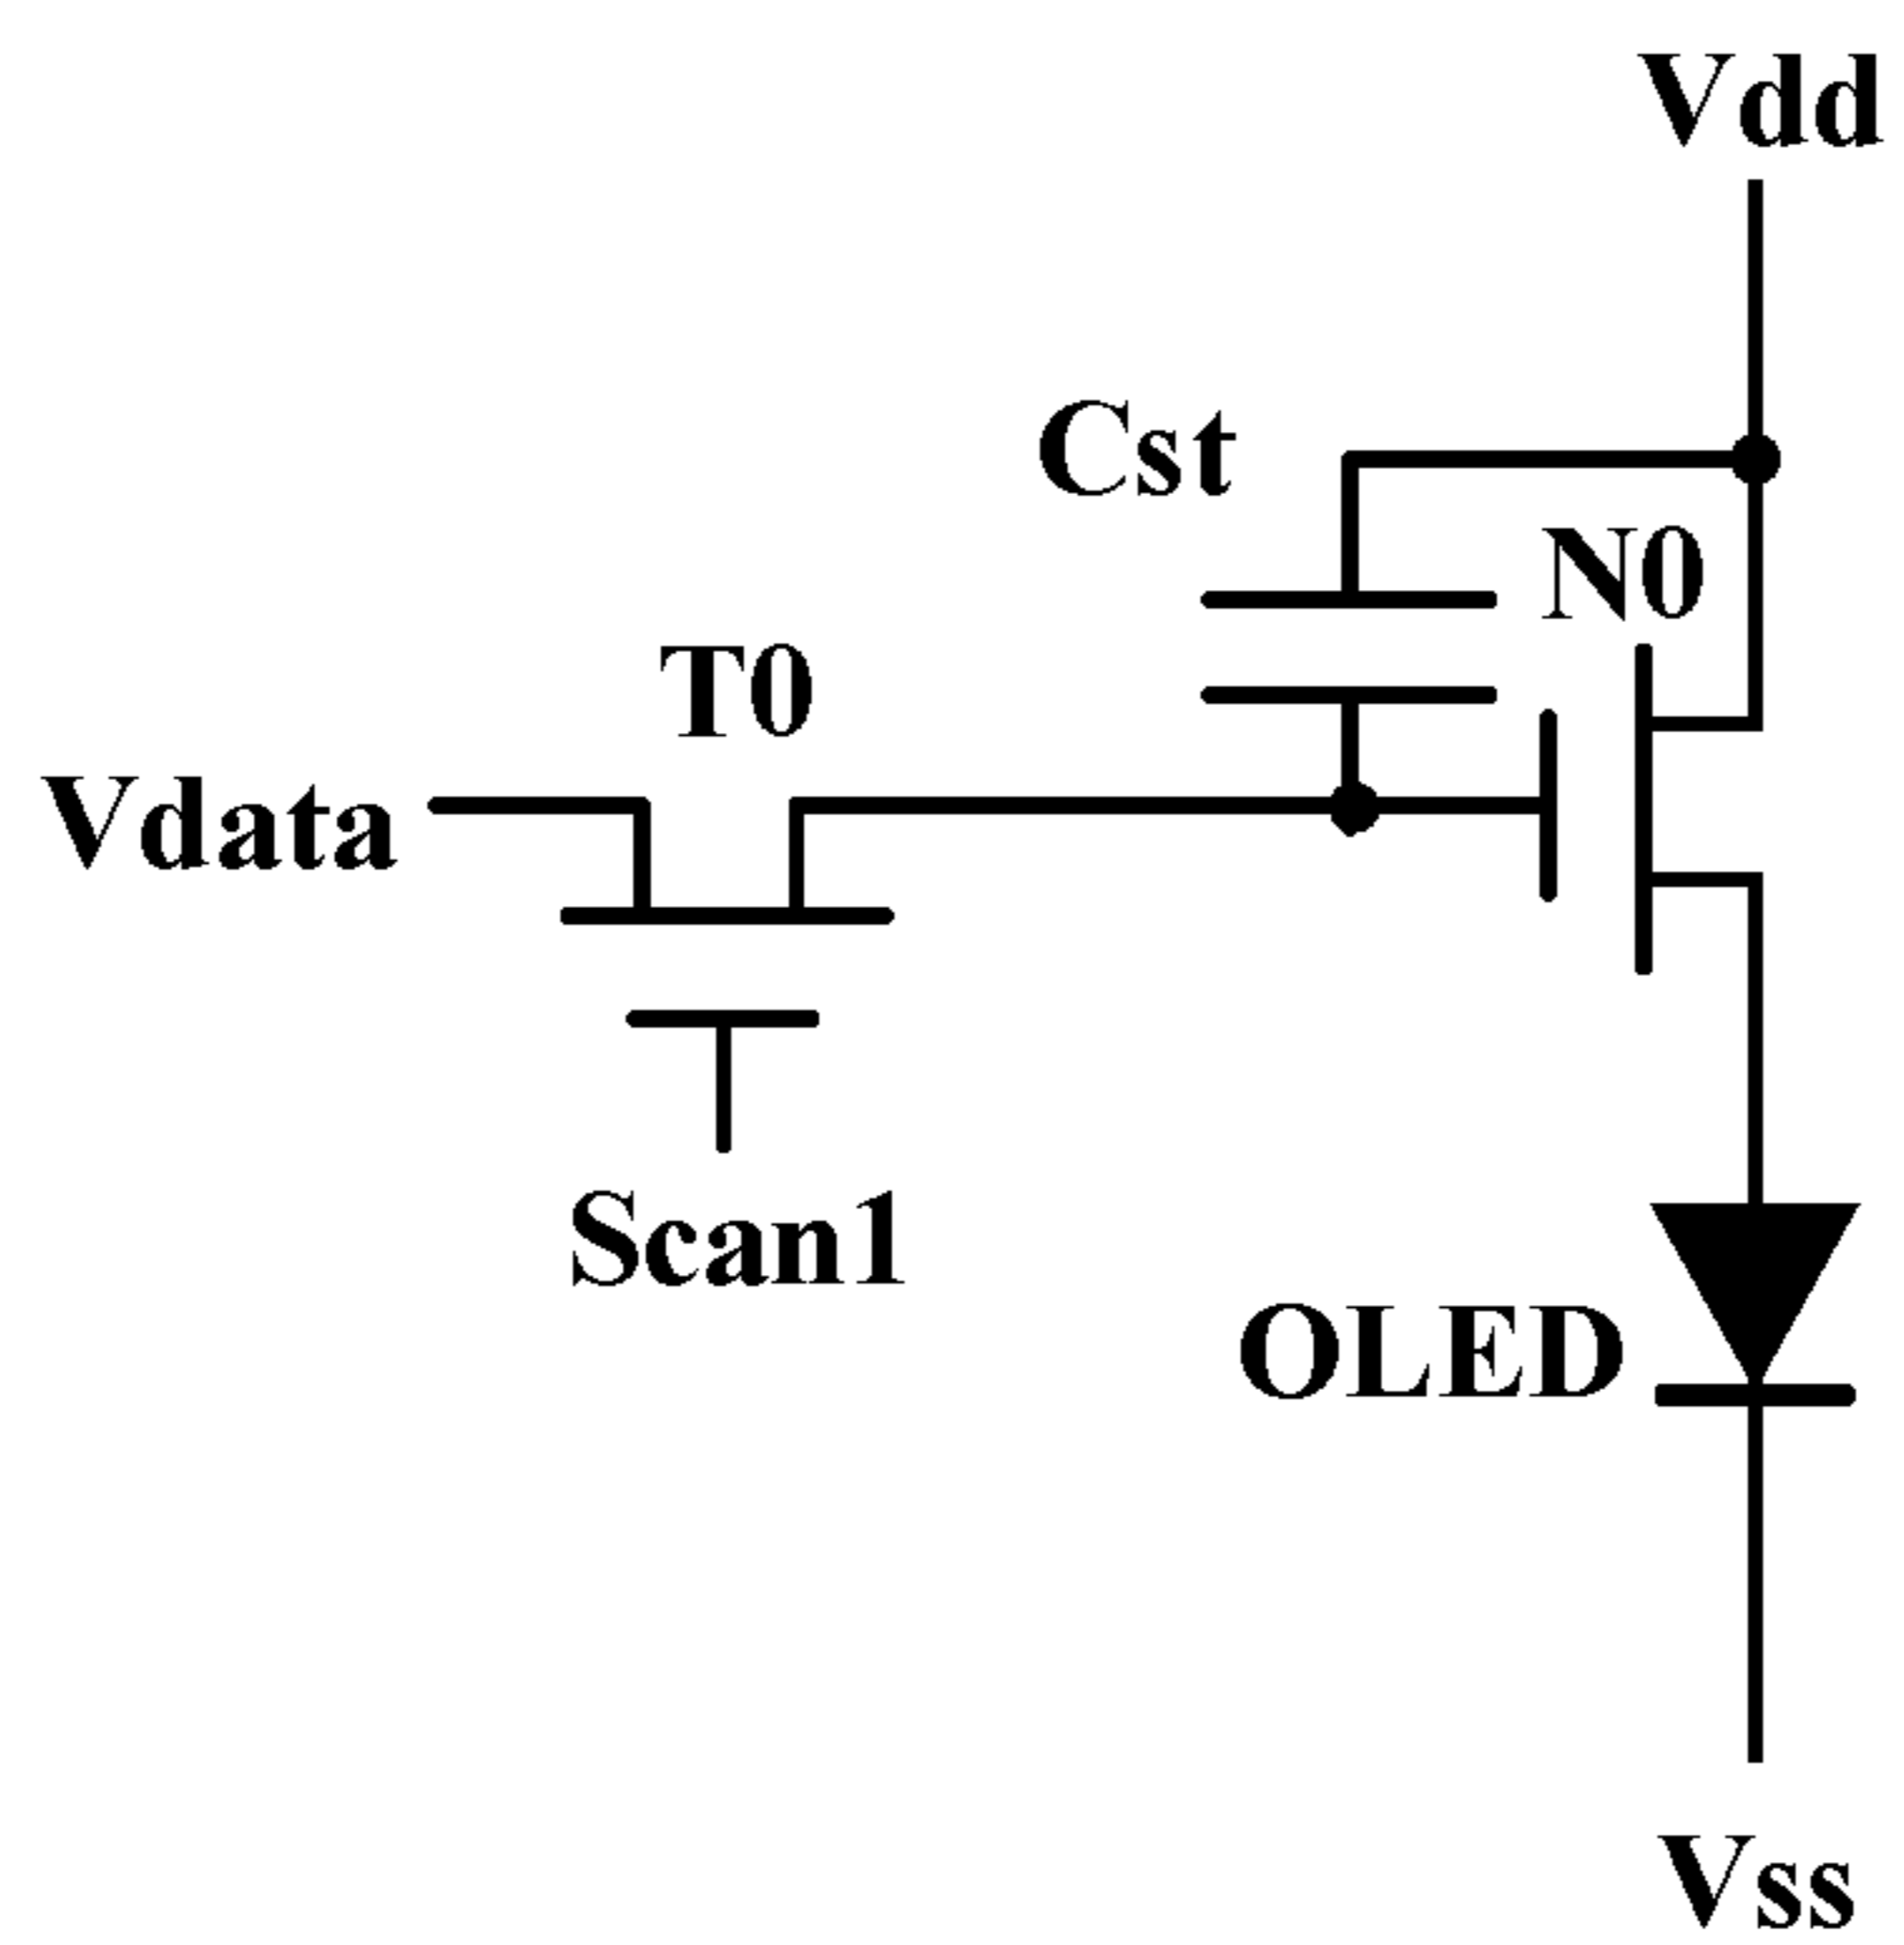 Vdd
Cst
N0
T0
Vdata
Scan1
OLED
Vss